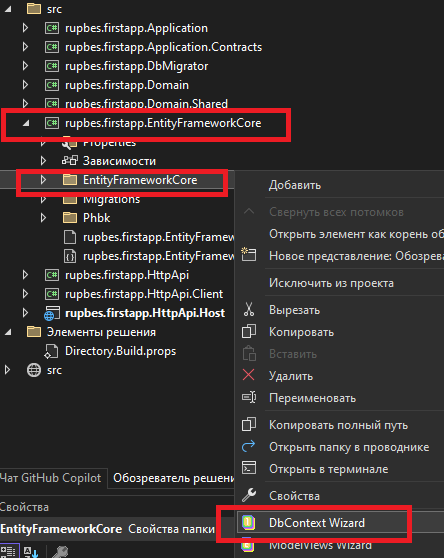 src
rupbes.firstapp.Application
rupbes.firstapp.Application.Contracts
rupbes.firstapp.DbMigrator
rupbes.firstapp.Domain
rupbes.firstapp.Domain.Shared
rupbes.firstapp.EntityFrameworkCore
Properties
Зависимости
EntityFrameworkCore
Migrations
Phbk
rupbes.firstapp.EntityFramew
rupbes.firstapp.EntityFramew
rupbes.firstapp.HttpApi
rupbes.firstapp.HttpApi.Client
rupbes.firstapp.HttpApi.Host
Элементы решения
Directory.Build.props
src
Добавить
Свернуть всех потомков
Открыть элемент как корень об
Новое представление: Обозрева
Исключить из проекта
Вырезать
Копировать
Вставить
Удалить
Переименовать
Копировать полный путь
Открыть папку в проводнике
Открыть в терминале
Свойства
DbContext Wizard
ModelViews Wizard
Чат GitHub Copilot Обозреватель решени
Свойства
EntityFrameworkCore Свойства папки